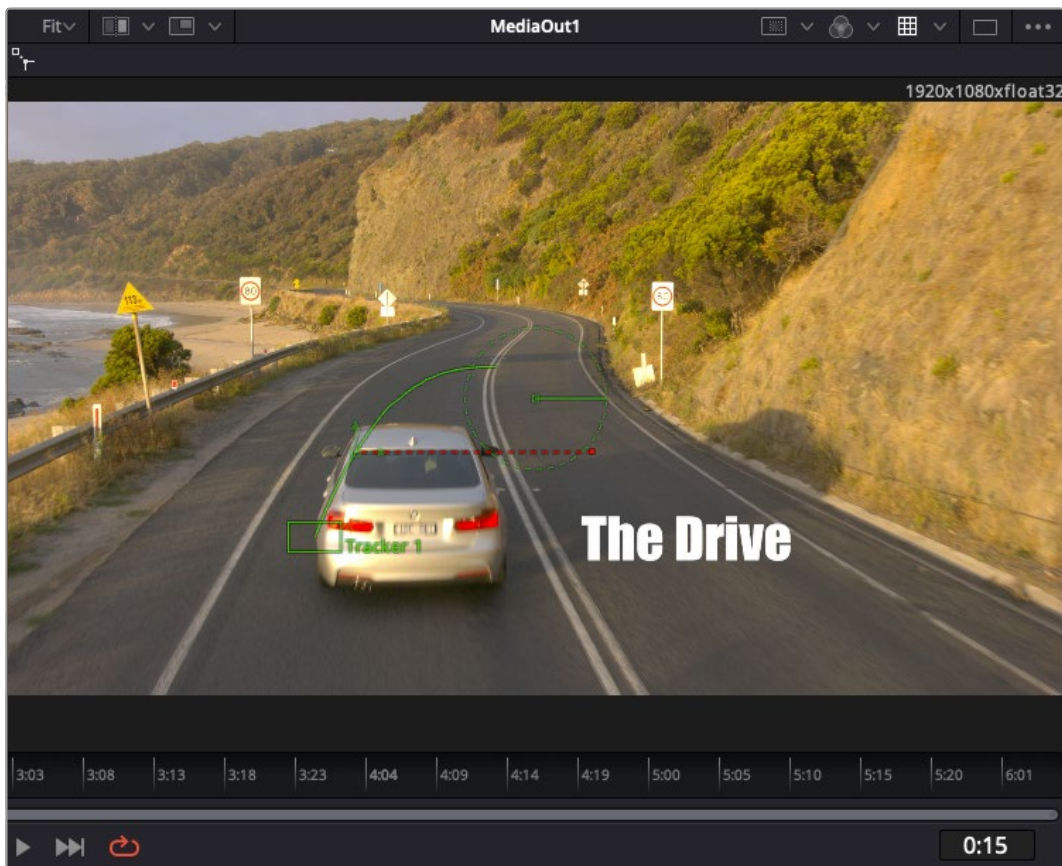 Fit
MediaOut1
1920x1080xfloat32
113
80
80
Tracker 1
The Drive
3:03 3:08 3:13 3:18 3:23 4:04 4:09 4:14 4:19 5:00 5:05 5:10 5:15 5:20 6:01
0:15